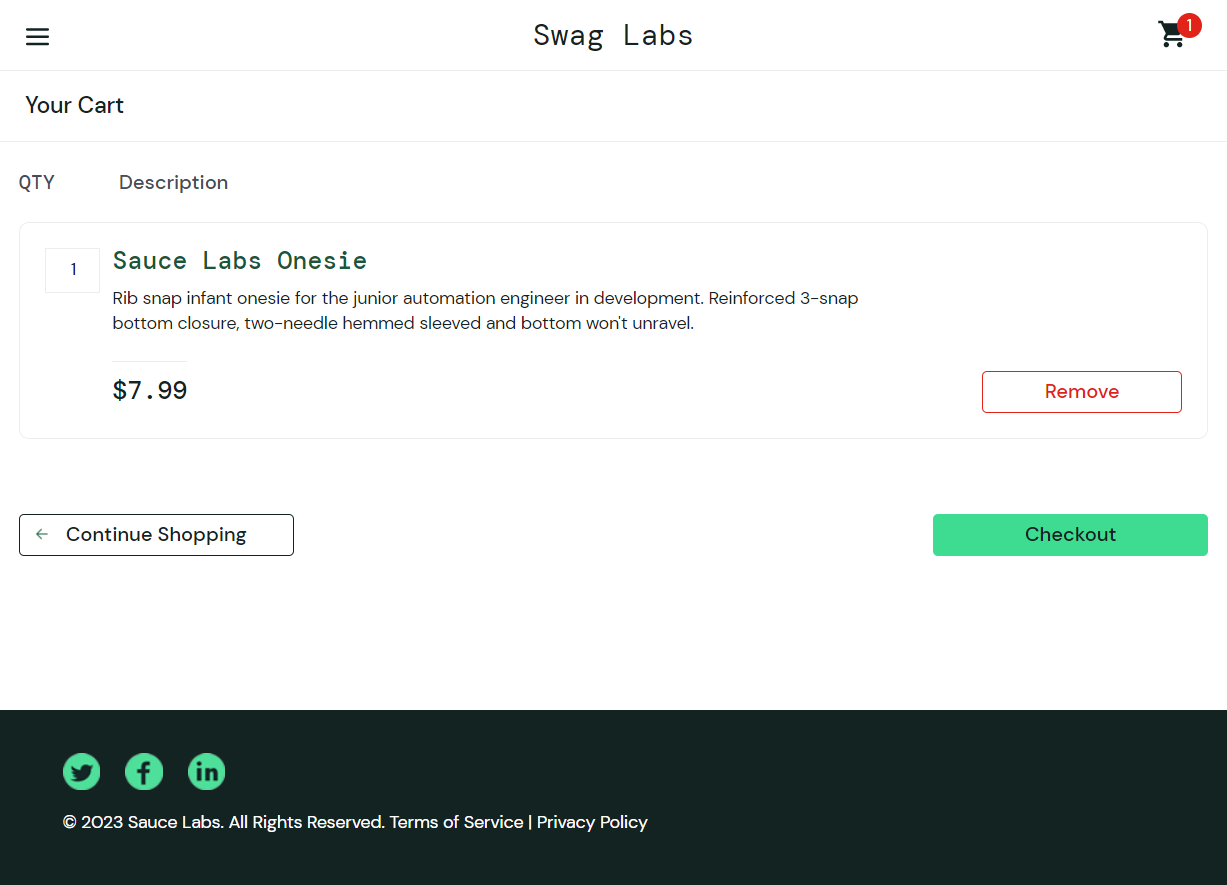 Swag Labs
1
Your Cart
QTY Description
1
Sauce Labs Onesie
Rib snap infant onesie for the junior automation engineer in development. Reinforced 3-snap
bottom closure, two-needle hemmed sleeved and bottom won't unravel.
$7.99
Remove
Continue Shopping
Checkout
© 2023 Sauce Labs. All Rights Reserved. Terms of Service | Privacy Policy